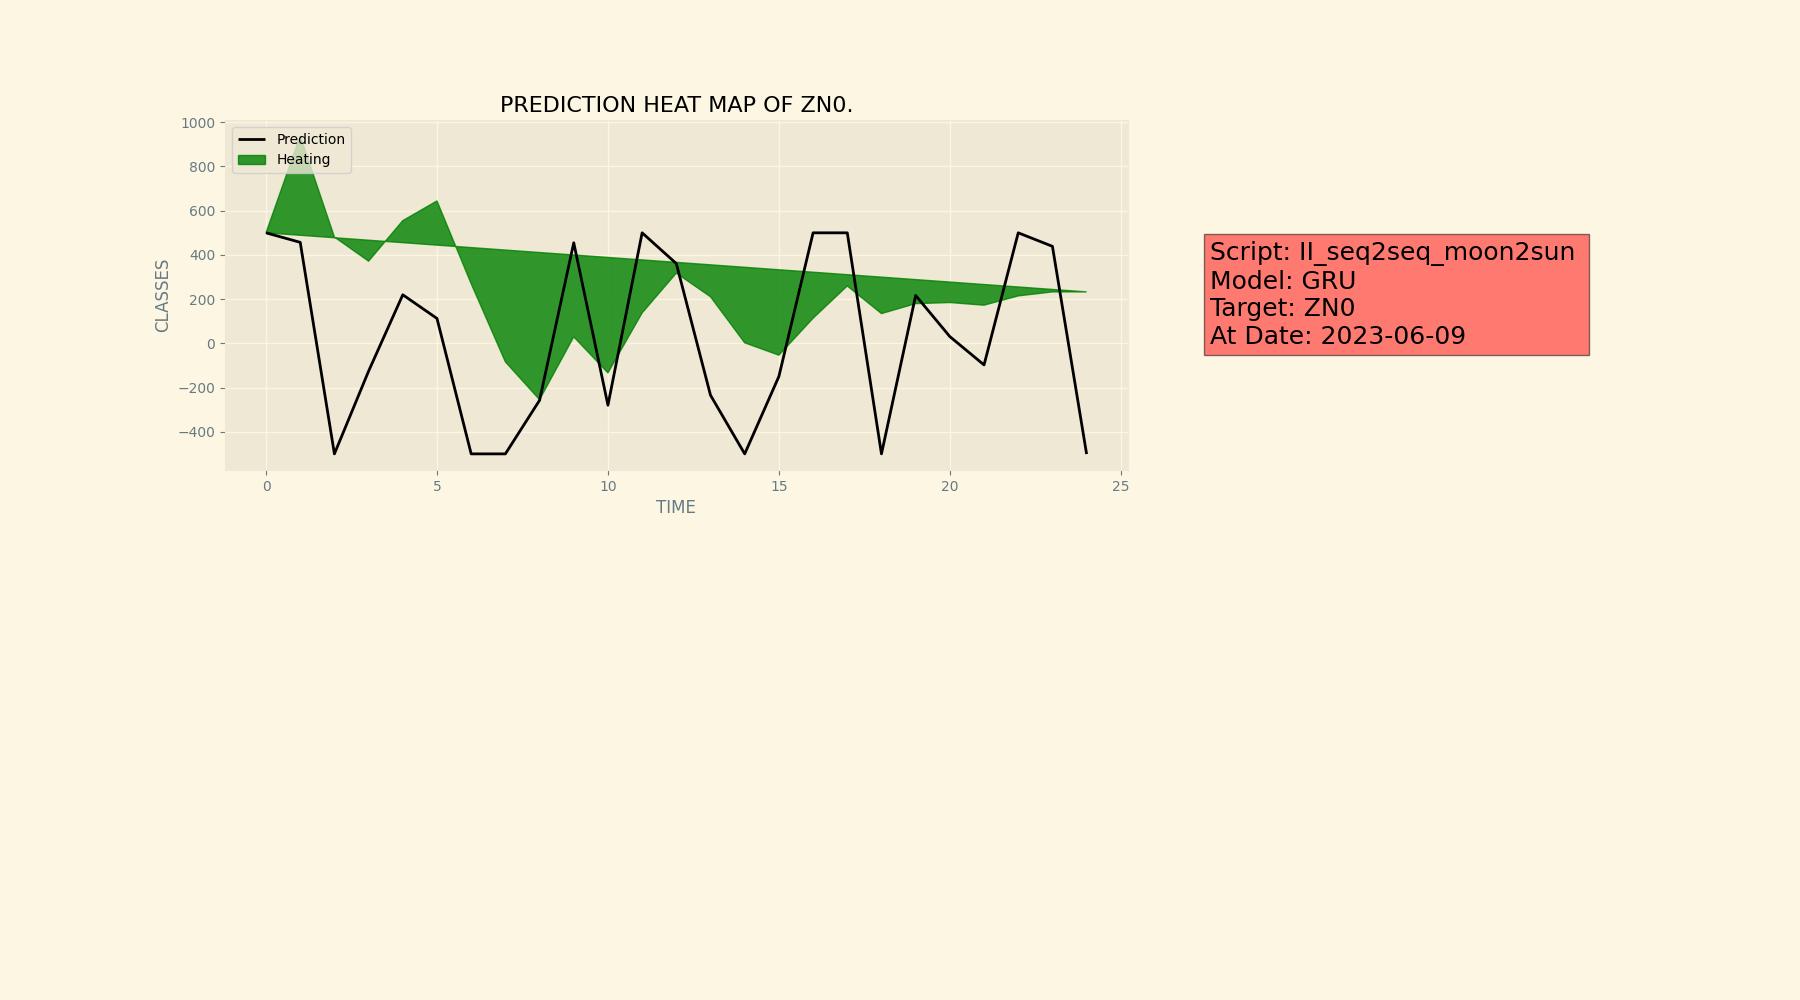 PREDICTION HEAT MAP OF ZN0.
1000
800
600
400
200
0
−200
−400
CLASSES
Prediction
Heating
0 5 10 15 20 25
TIME
Script: II_seq2seq_moon2sun
Model: GRU
Target: ZN0
At Date: 2023-06-09